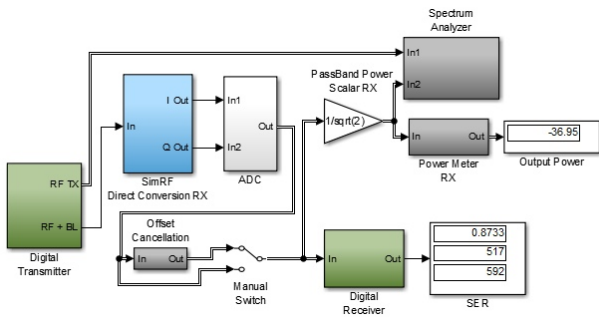 Spectrum
Analyzer
In1
In2
PassBand Power
Scalar RX
1/sqrt(2)
I Out
In
Q Out
SimRF
Direct Conversion RX
In1
Out
In2
ADC
In
Out
Power Meter
RX
-36.95
Output Power
RF TX
RF + BL
Digital
Transmitter
Offset
Cancellation
In
Out
Manual
Switch
In
Out
Digital
Receiver
0.8733
517
592
SER